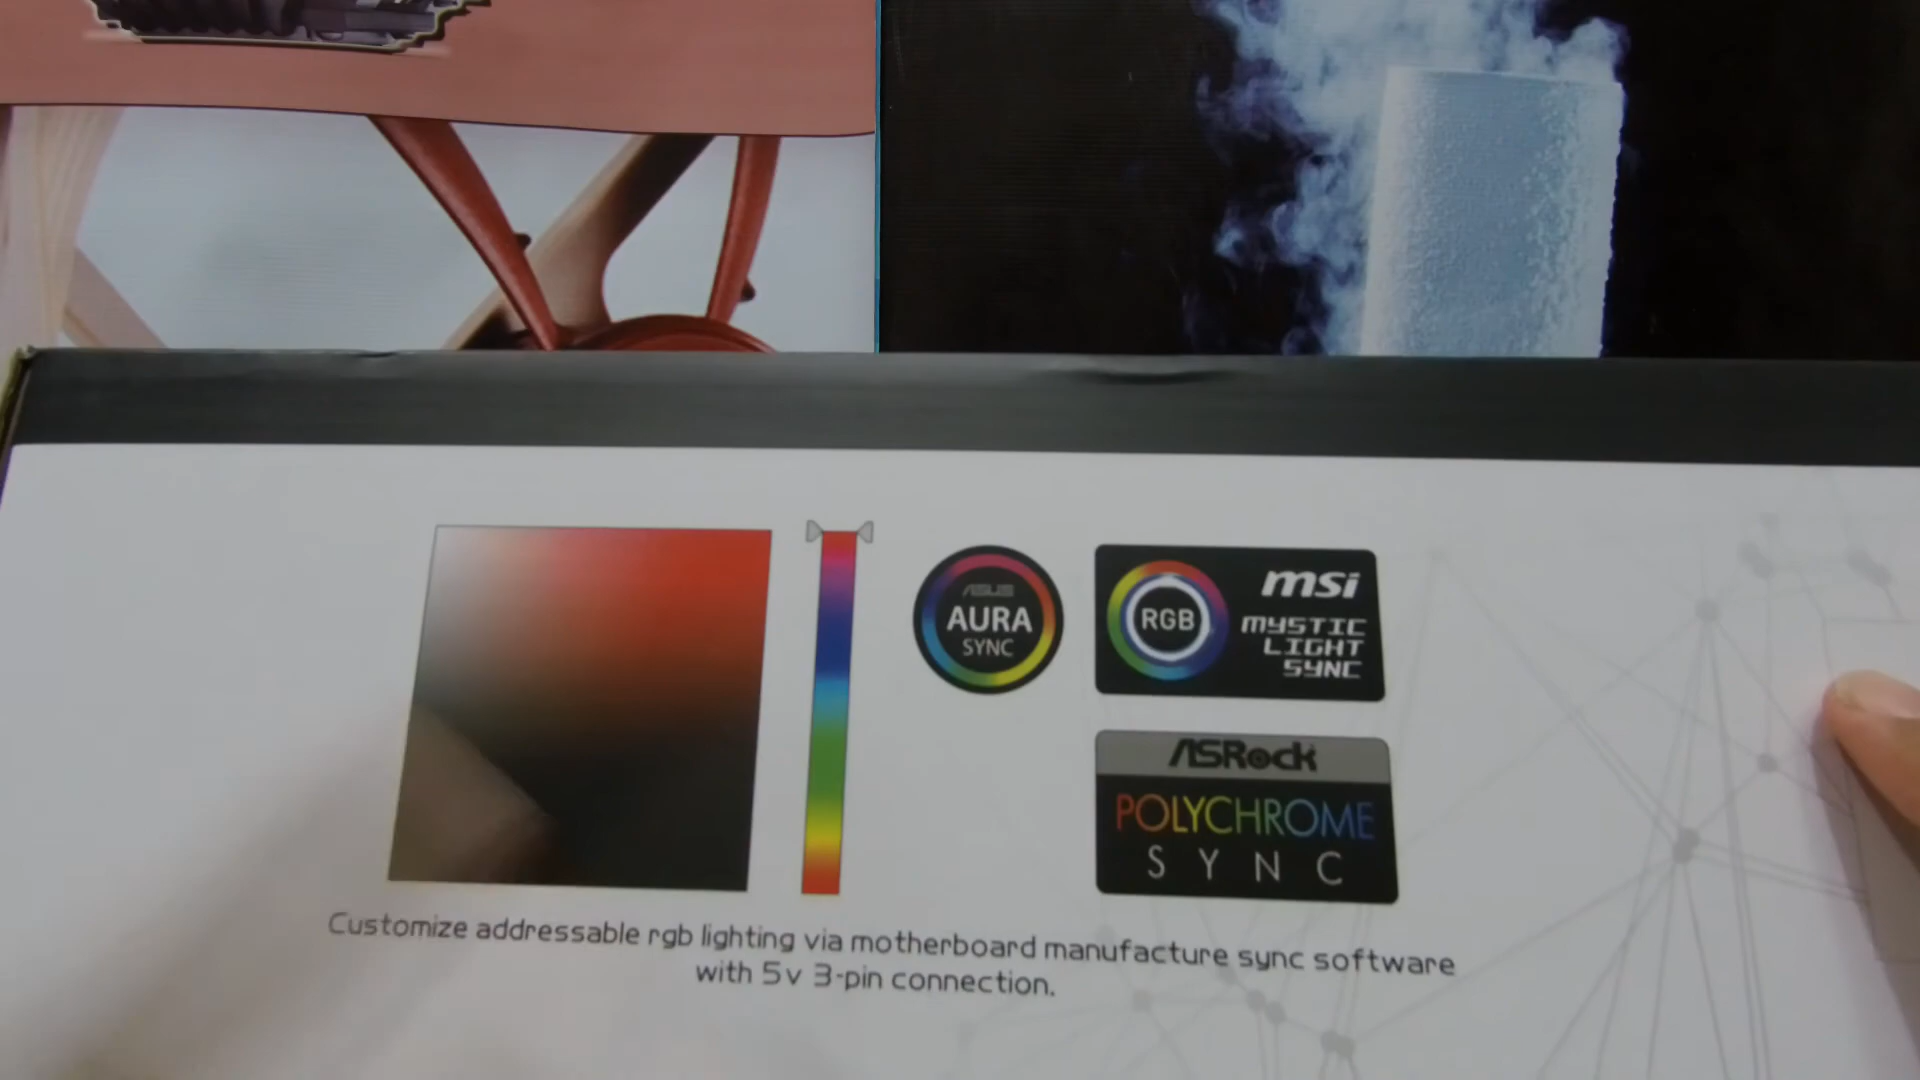 ASUS
AURA
SYNC
RGB
msi
MYSTIC
LIGHT
SYNC
ASRock
POLYCHROME
SYNC
Customize addressable rgb lighting via motherboard manufacture sync software
with 5v 3-pin connection.